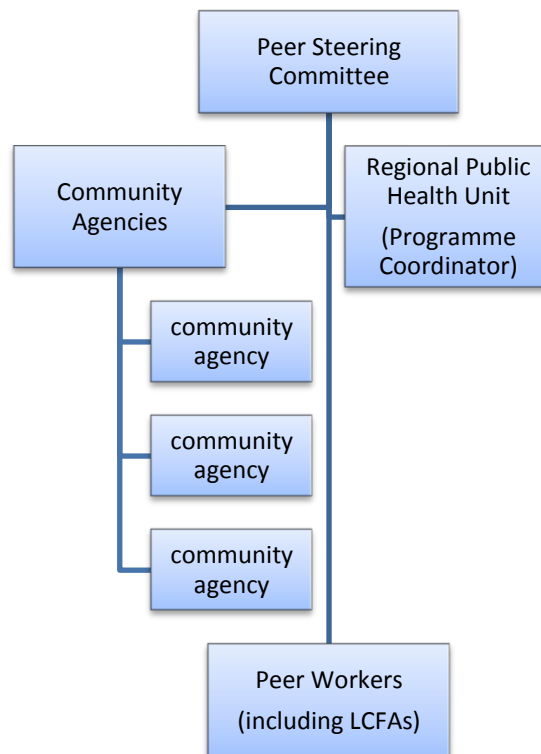 Peer Steering
Committee
Community
Agencies
Regional Public
Health Unit
(Programme
Coordinator)
community
agency
community
agency
community
agency
Peer Workers
(including LCFAs)